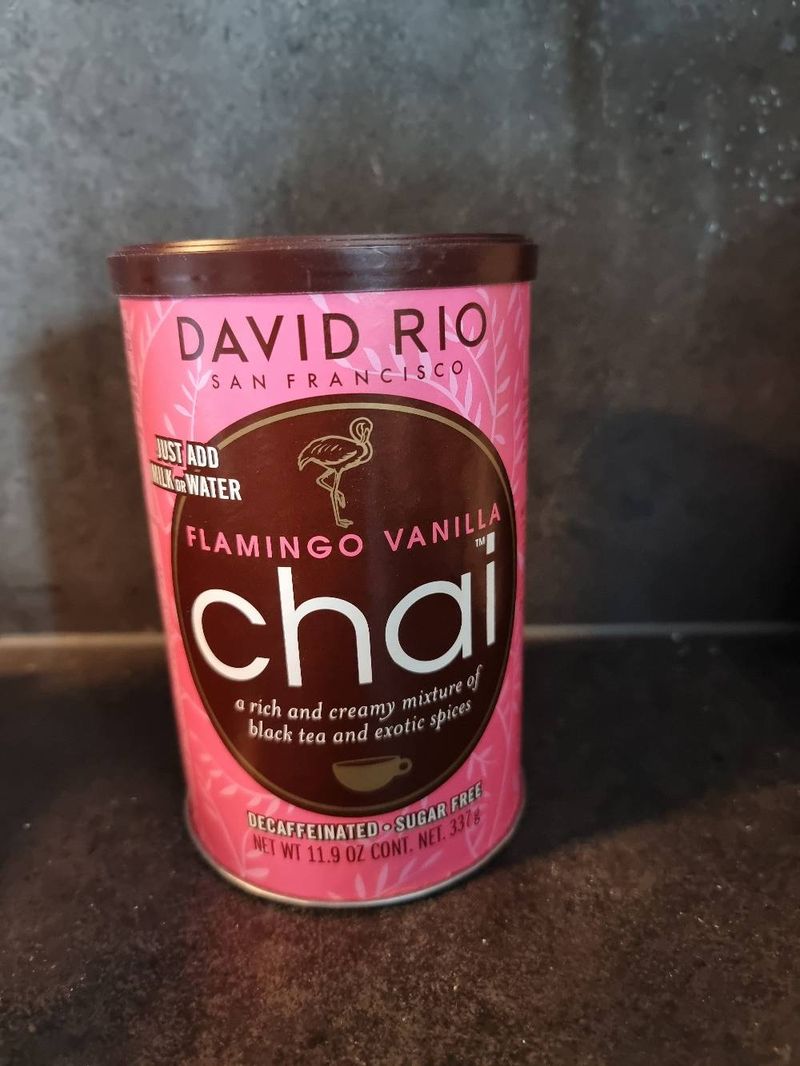 DAVID RIO
SAN FRANCISCO
JUST ADD
MILK OR WATER
FLAMINGO VANILLA
chai™
a rich and creamy mixture of
black tea and exotic spices
DECAFFEINATED • SUGAR FREE
NET WT 11.9 OZ CONT. NET. 337g